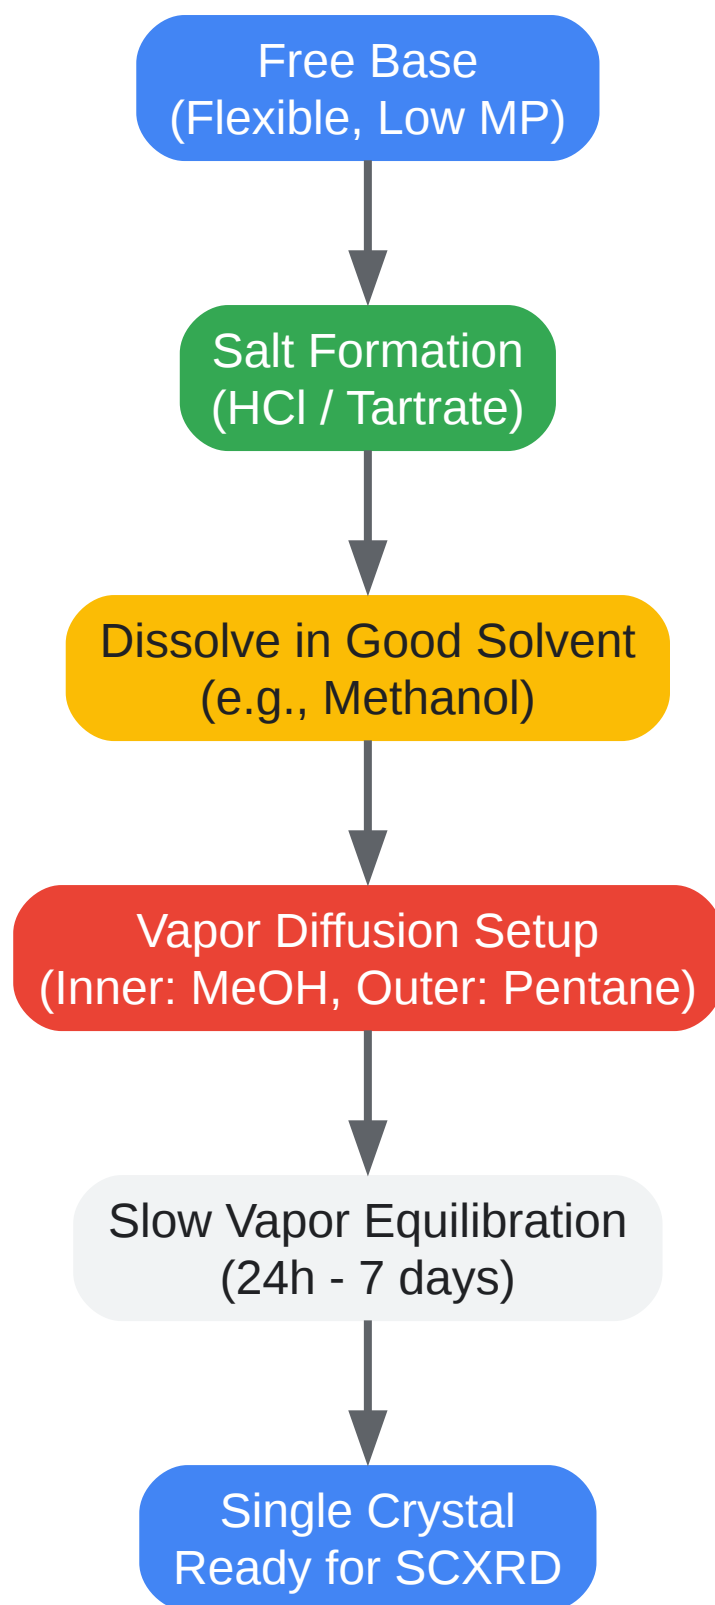 Free Base
(Flexible, Low MP)
Salt Formation
(HCl / Tartrate)
Dissolve in Good Solvent
(e.g., Methanol)
Vapor Diffusion Setup
(Inner: MeOH, Outer: Pentane)
Slow Vapor Equilibration
(24h - 7 days)
Single Crystal
Ready for SCXRD